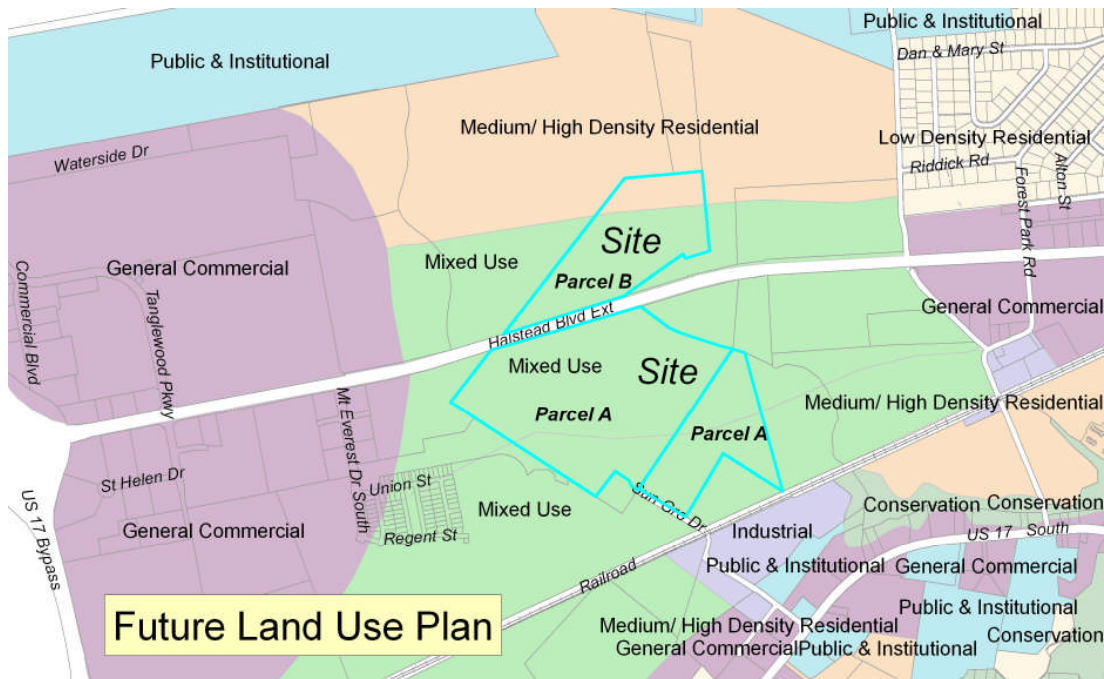 Public & Institutional
Public & Institutional
Dan & Mary St
Medium/ High Density Residential
Low Density Residential
Waterside Dr
Riddick Rd
Alton St
Forest Park Rd
Site
Mixed Use
General Commercial
Parcel B
Commercial Blvd
Tanglewood Pkwy
General Commercial
Halstead Blvd Ext
Mixed Use
Site
Mt Everest Dr South
Medium/ High Density Residential
Parcel A
Parcel A
St Helen Dr
Union St
Sun Gro Dr
Conservation
Conservation
US 17 Bypass
General Commercial
Mixed Use
Regent St
Industrial
US 17 South
Railroad
Public & Institutional
General Commercial
Future Land Use Plan
Public & Institutional
Medium/ High Density Residential
Conservation
General Commercial
Public & Institutional